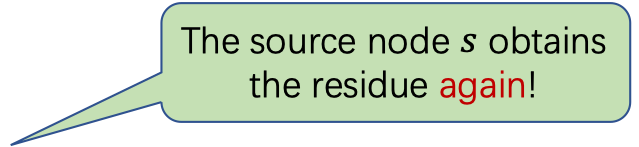 The source node s obtains
the residue again!